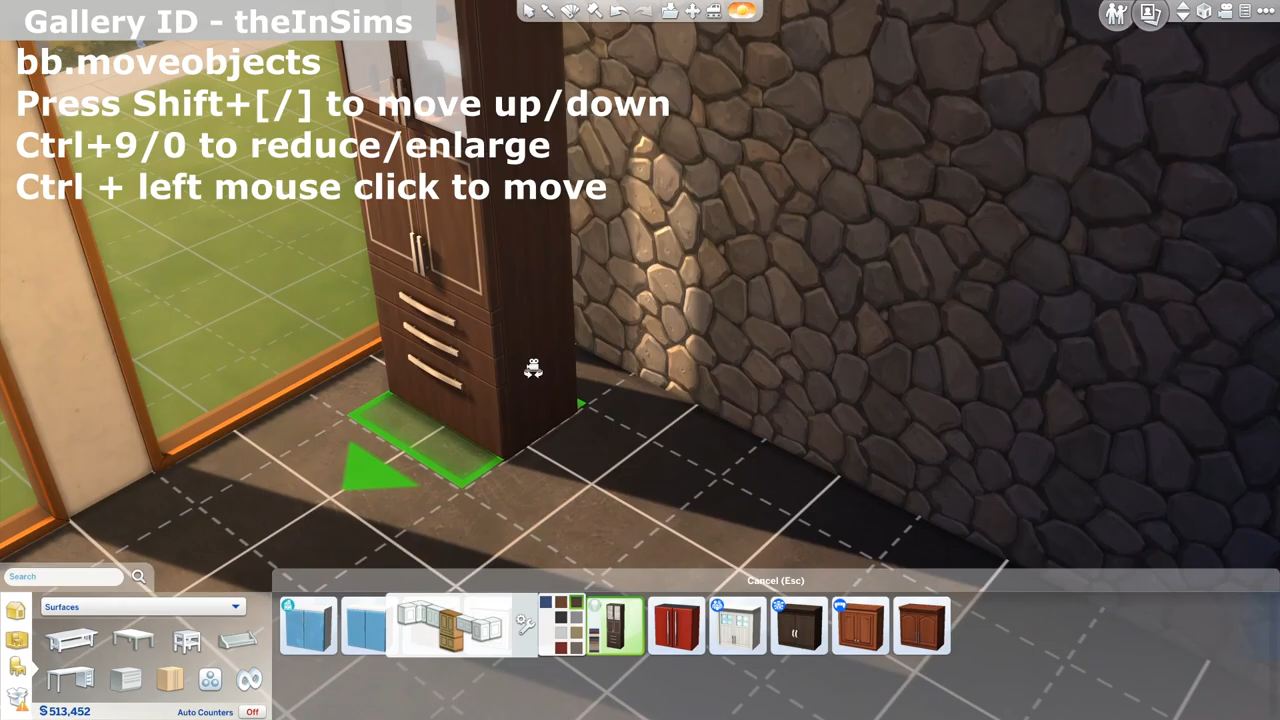 Gallery ID - theInSims
bb.moveobjects
Press Shift+[/] to move up/down
Ctrl+9/0 to reduce/enlarge
Ctrl + left mouse click to move
Cancel (Esc)
Search
Surfaces
§513,452
Auto Counters
Off